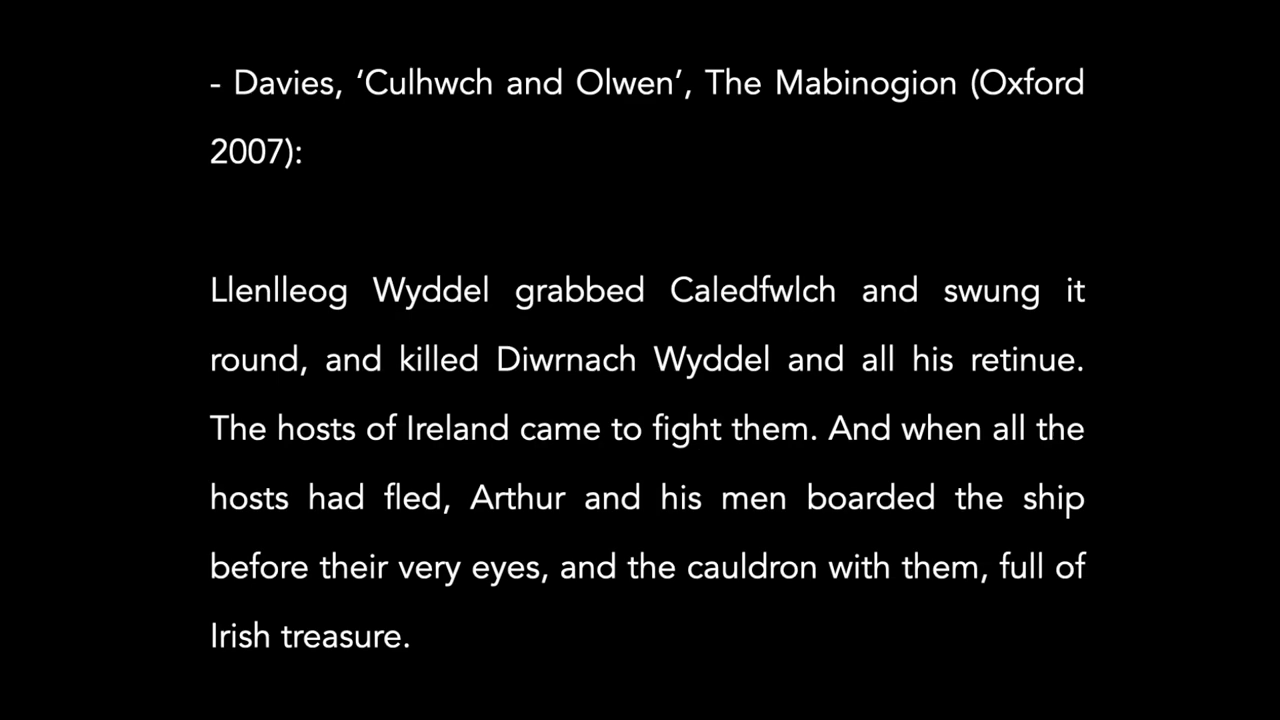 - Davies, ‘Culhwch and Olwen’, The Mabinogion (Oxford
2007):
Llenlleog Wyddel grabbed Caledfwlch and swung it
round, and killed Diwrnach Wyddel and all his retinue.
The hosts of Ireland came to fight them. And when all the
hosts had fled, Arthur and his men boarded the ship
before their very eyes, and the cauldron with them, full of
Irish treasure.